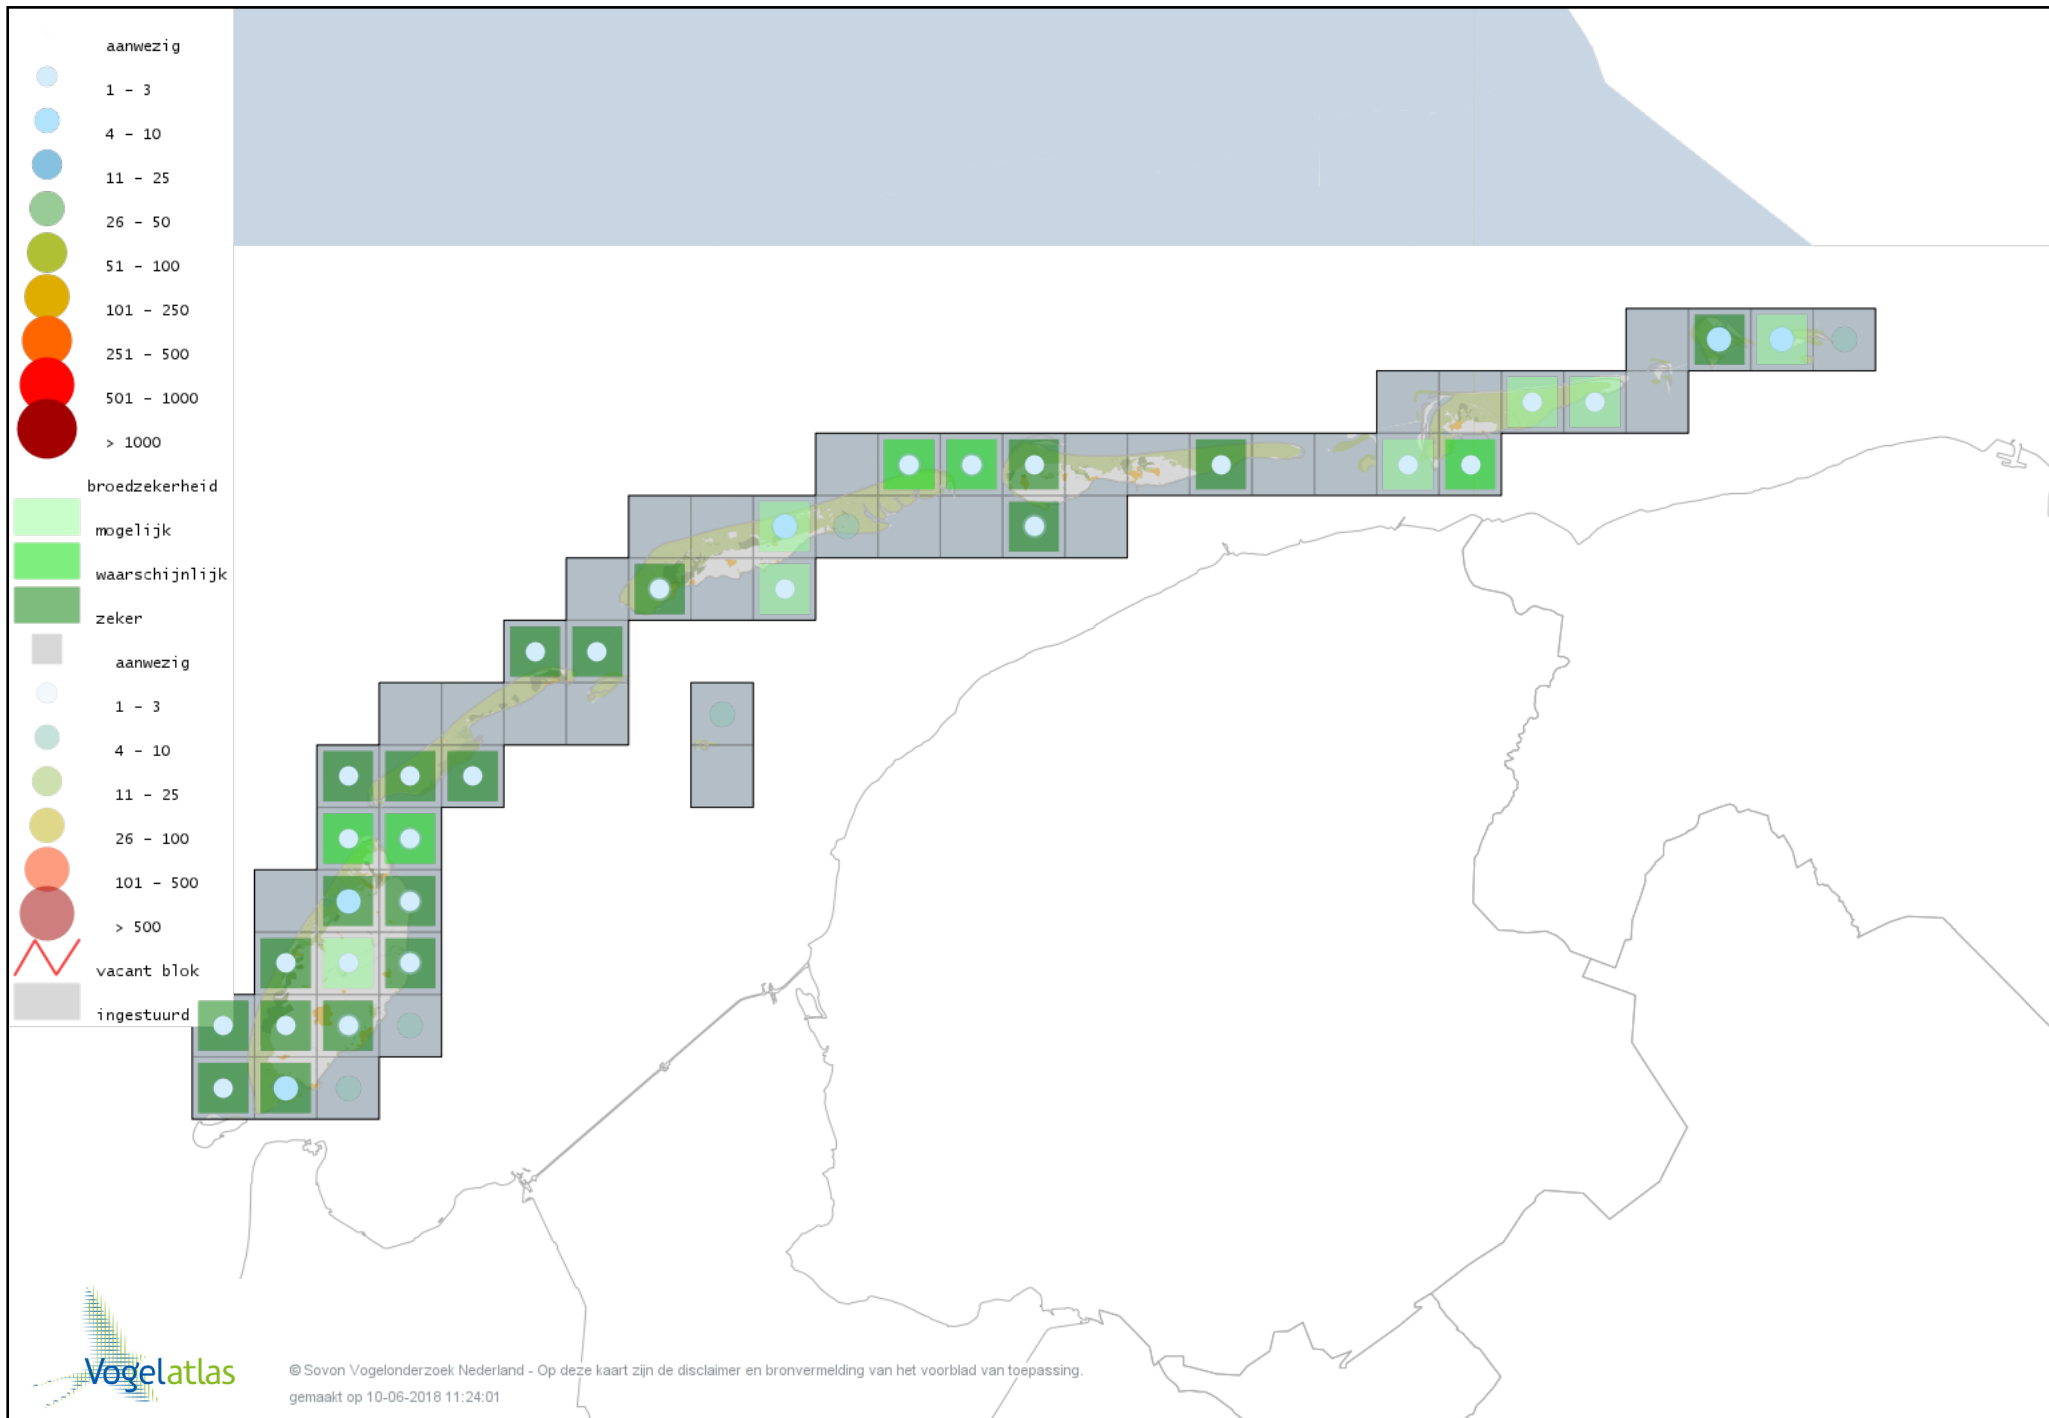 aanwezig
1 - 3
4 - 10
11 - 25
26 - 50
51 - 100
101 - 250
251 - 500
501 - 1000
> 1000
broedzekerheid
mogelijk
waarschijnlijk
zeker
aanwezig
1 - 3
4 - 10
11 - 25
26 - 100
101 - 500
> 500
vacant blok
ingestuurd
Vogelatlas
© Sovon Vogelonderzoek Nederland - Op deze kaart zijn de disclaimer en bronvermelding van het voorblad van toepassing.
gemaakt op 10-06-2018 11:24:01